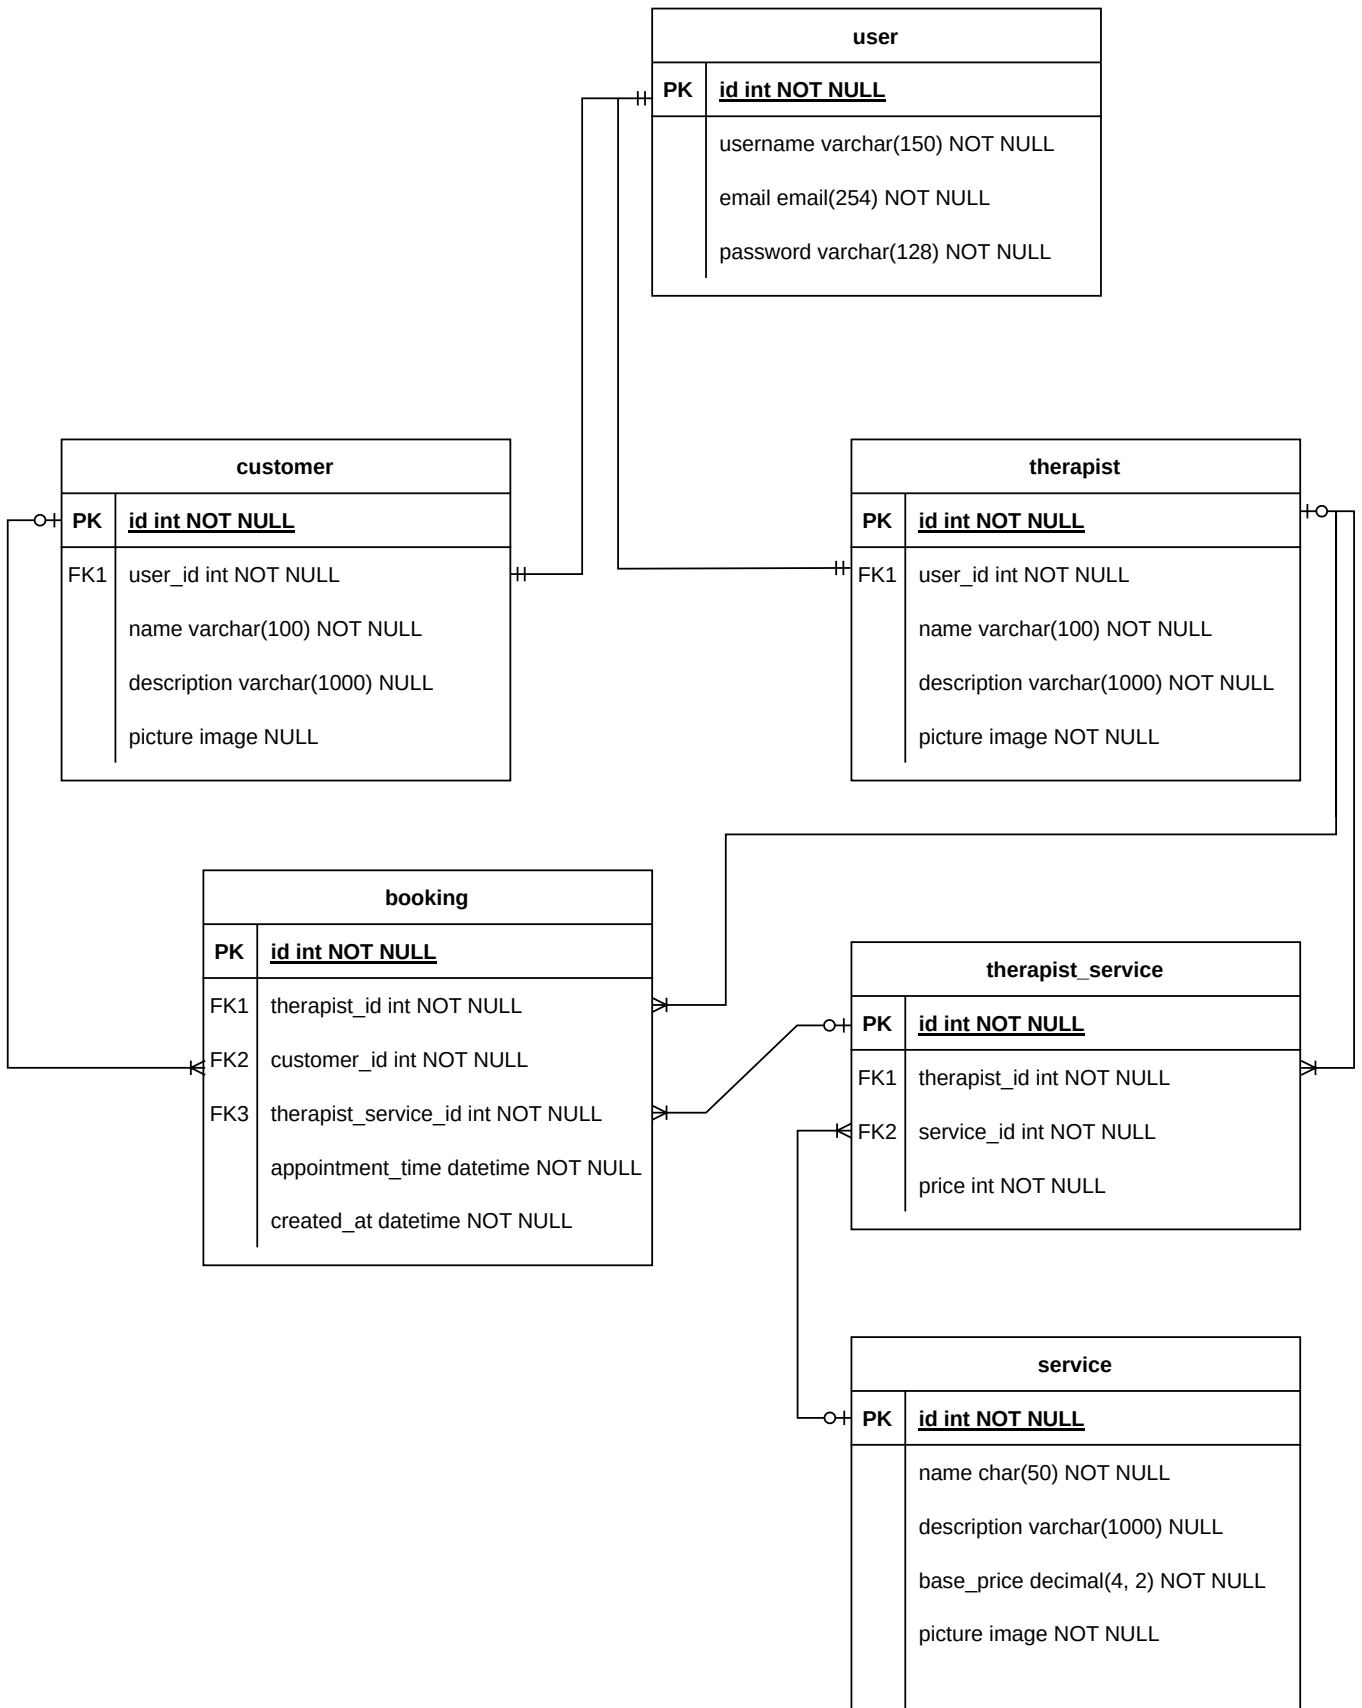 user
PK id int NOT NULL
username varchar(150) NOT NULL
email email(254) NOT NULL
password varchar(128) NOT NULL
customer
PK id int NOT NULL
FK1 user_id int NOT NULL
name varchar(100) NOT NULL
description varchar(1000) NULL
picture image NULL
therapist
PK id int NOT NULL
FK1 user_id int NOT NULL
name varchar(100) NOT NULL
description varchar(1000) NOT NULL
picture image NOT NULL
booking
PK id int NOT NULL
FK1 therapist_id int NOT NULL
FK2 customer_id int NOT NULL
FK3 therapist_service_id int NOT NULL
appointment_time datetime NOT NULL
created_at datetime NOT NULL
therapist_service
PK id int NOT NULL
FK1 therapist_id int NOT NULL
FK2 service_id int NOT NULL
price int NOT NULL
service
PK id int NOT NULL
name char(50) NOT NULL
description varchar(1000) NULL
base_price decimal(4, 2) NOT NULL
picture image NOT NULL